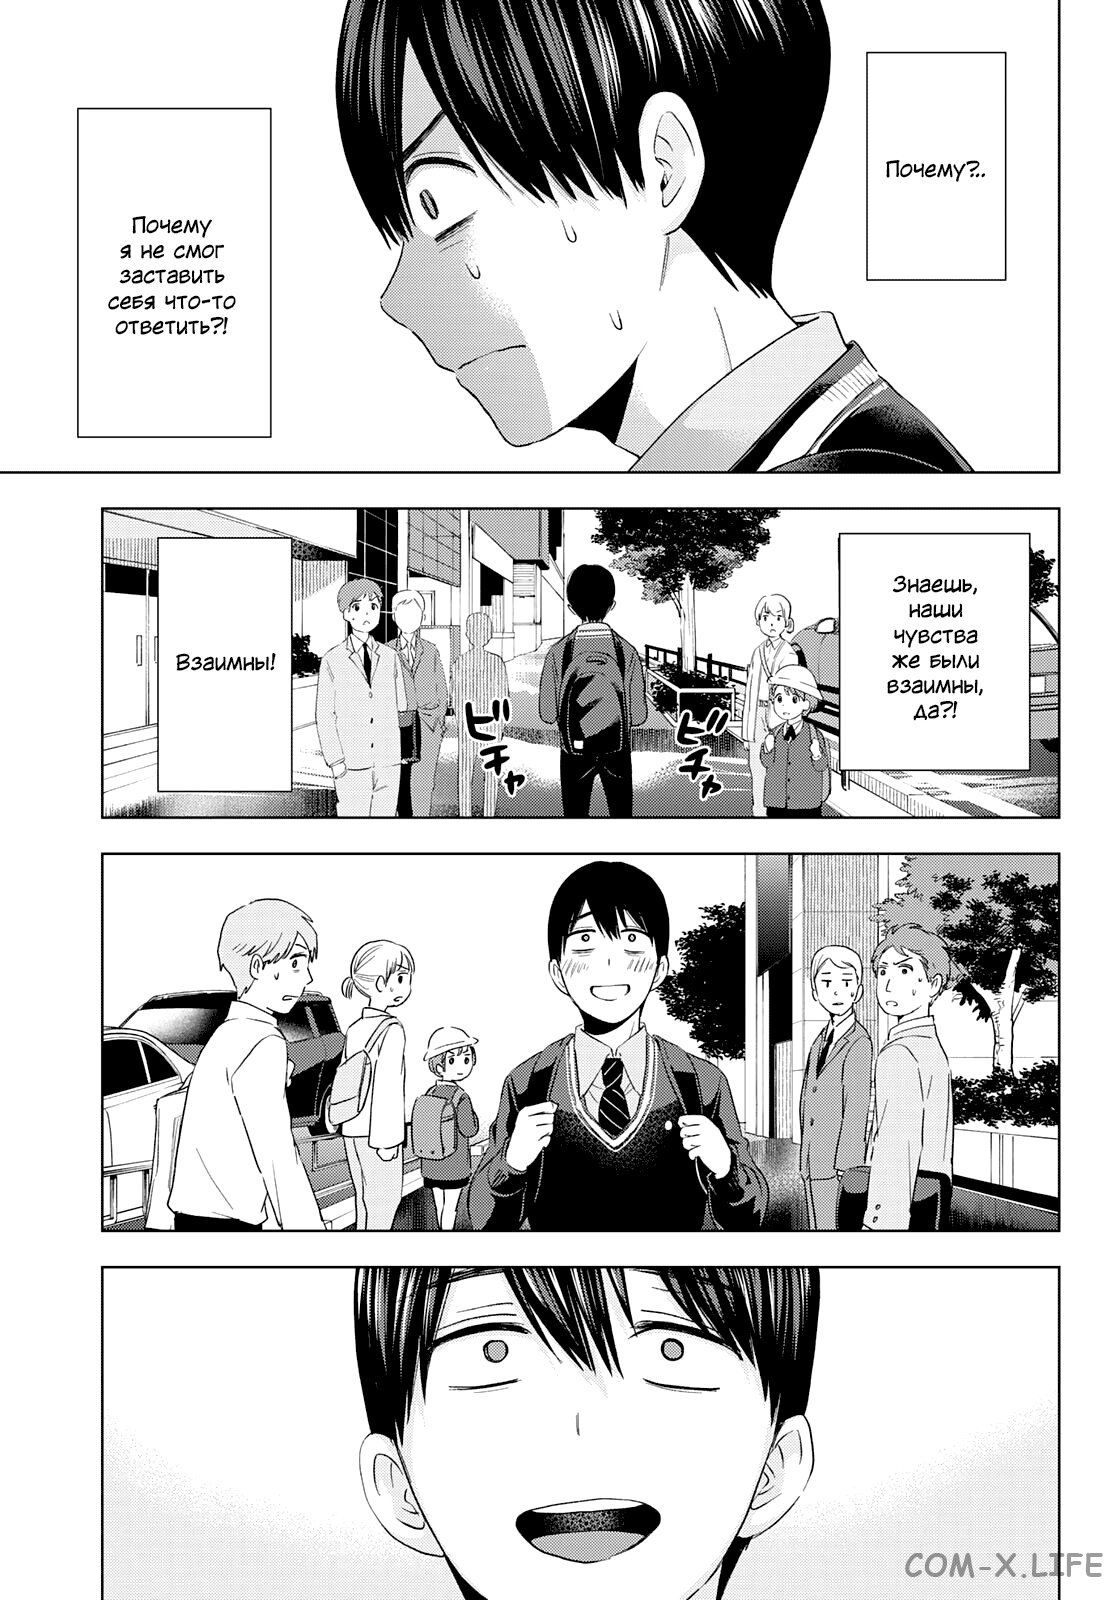 Почему?..
Почему
я не смог
заставить
себя что-то
ответить?!
Знаешь,
наши
чувства
же были
взаимны,
да?!
ビチャ
ビチャ
Взаимны!
COM-X.LIFE